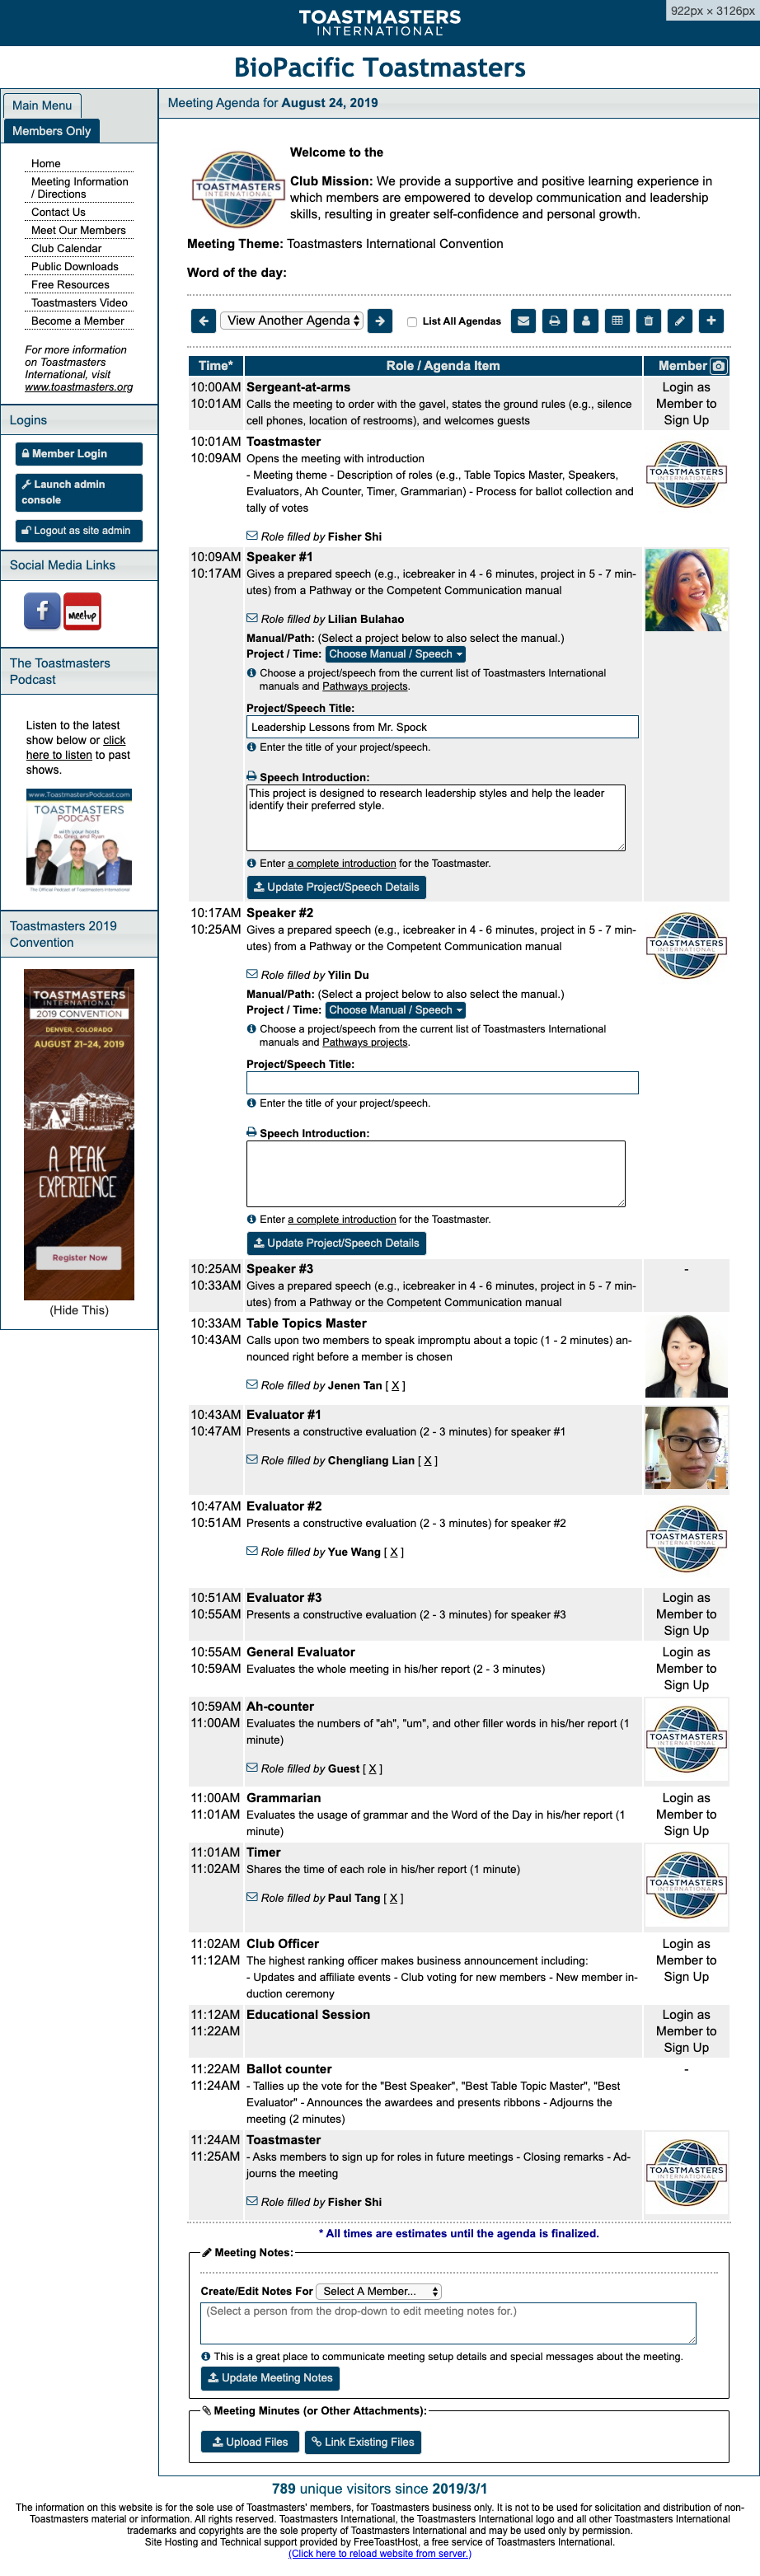 TOASTMASTERS
INTERNATIONAL
922px × 3126px
BioPacific Toastmasters
Main Menu
Members Only
Home
Meeting Information
/ Directions
Contact Us
Meet Our Members
Club Calendar
Public Downloads
Free Resources
Toastmasters Video
Become a Member
For more information
on Toastmasters
International, visit
www.toastmasters.org
Logins
Member Login
Launch admin
console
Logout as site admin
Social Media Links
f
meetup
The Toastmasters
Podcast
Listen to the latest
show below or click
here to listen to past
shows.
www.ToastmastersPodcast.com
TOASTMASTERS
PODCAST
with your hosts
Bo, Greg, and Ryan
The Official Podcast of Toastmasters International
Toastmasters 2019
Convention
TOASTMASTERS
INTERNATIONAL
2019 CONVENTION
DENVER, COLORADO
AUGUST 21-24, 2019
A PEAK
EXPERIENCE
Register Now
(Hide This)
Meeting Agenda for August 24, 2019
TOASTMASTERS
INTERNATIONAL
Welcome to the
Club Mission: We provide a supportive and positive learning experience in
which members are empowered to develop communication and leadership
skills, resulting in greater self-confidence and personal growth.
Meeting Theme: Toastmasters International Convention
Word of the day:
View Another Agenda
List All Agendas
Time* Role / Agenda Item Member
10:00AM Sergeant-at-arms Login as
10:01AM Calls the meeting to order with the gavel, states the ground rules (e.g., silence Member to
cell phones, location of restrooms), and welcomes guests Sign Up
10:01AM Toastmaster
10:09AM Opens the meeting with introduction
- Meeting theme - Description of roles (e.g., Table Topics Master, Speakers,
Evaluators, Ah Counter, Timer, Grammarian) - Process for ballot collection and
tally of votes
Role filled by Fisher Shi
TOASTMASTERS
INTERNATIONAL
10:09AM Speaker #1
10:17AM Gives a prepared speech (e.g., icebreaker in 4 - 6 minutes, project in 5 - 7 min-
utes) from a Pathway or the Competent Communication manual
Role filled by Lilian Bulahao
Manual/Path: (Select a project below to also select the manual.)
Project / Time: Choose Manual / Speech
Choose a project/speech from the current list of Toastmasters International
manuals and Pathways projects.
Project/Speech Title:
Leadership Lessons from Mr. Spock
Enter the title of your project/speech.
Speech Introduction:
This project is designed to research leadership styles and help the leader
identify their preferred style.
Enter a complete introduction for the Toastmaster.
Update Project/Speech Details
10:17AM Speaker #2
10:25AM Gives a prepared speech (e.g., icebreaker in 4 - 6 minutes, project in 5 - 7 min-
utes) from a Pathway or the Competent Communication manual
TOASTMASTERS
INTERNATIONAL
Role filled by Yilin Du
Manual/Path: (Select a project below to also select the manual.)
Project / Time: Choose Manual / Speech
Choose a project/speech from the current list of Toastmasters International
manuals and Pathways projects.
Project/Speech Title:
Enter the title of your project/speech.
Speech Introduction:
Enter a complete introduction for the Toastmaster.
Update Project/Speech Details
10:25AM Speaker #3 -
10:33AM Gives a prepared speech (e.g., icebreaker in 4 - 6 minutes, project in 5 - 7 min-
utes) from a Pathway or the Competent Communication manual
10:33AM Table Topics Master
10:43AM Calls upon two members to speak impromptu about a topic (1 - 2 minutes) an-
nounced right before a member is chosen
Role filled by Jenen Tan [ X ]
10:43AM Evaluator #1
10:47AM Presents a constructive evaluation (2 - 3 minutes) for speaker #1
Role filled by Chengliang Lian [ X ]
10:47AM Evaluator #2
10:51AM Presents a constructive evaluation (2 - 3 minutes) for speaker #2
Role filled by Yue Wang [ X ]
TOASTMASTERS
INTERNATIONAL
10:51AM Evaluator #3 Login as
10:55AM Presents a constructive evaluation (2 - 3 minutes) for speaker #3 Member to
Sign Up
10:55AM General Evaluator Login as
10:59AM Evaluates the whole meeting in his/her report (2 - 3 minutes) Member to
Sign Up
10:59AM Ah-counter
11:00AM Evaluates the numbers of "ah", "um", and other filler words in his/her report (1
minute)
Role filled by Guest [ X ]
TOASTMASTERS
INTERNATIONAL
11:00AM Grammarian Login as
11:01AM Evaluates the usage of grammar and the Word of the Day in his/her report (1 Member to
minute) Sign Up
11:01AM Timer
11:02AM Shares the time of each role in his/her report (1 minute)
Role filled by Paul Tang [ X ]
TOASTMASTERS
INTERNATIONAL
11:02AM Club Officer Login as
11:12AM The highest ranking officer makes business announcement including: Member to
- Updates and affiliate events - Club voting for new members - New member in- Sign Up
duction ceremony
11:12AM Educational Session Login as
11:22AM Member to
Sign Up
11:22AM Ballot counter -
11:24AM - Tallies up the vote for the "Best Speaker", "Best Table Topic Master", "Best
Evaluator" - Announces the awardees and presents ribbons - Adjourns the
meeting (2 minutes)
11:24AM Toastmaster
11:25AM - Asks members to sign up for roles in future meetings - Closing remarks - Ad-
journs the meeting
Role filled by Fisher Shi
TOASTMASTERS
INTERNATIONAL
* All times are estimates until the agenda is finalized.
Meeting Notes:
Create/Edit Notes For Select A Member...
(Select a person from the drop-down to edit meeting notes for.)
This is a great place to communicate meeting setup details and special messages about the meeting.
Update Meeting Notes
Meeting Minutes (or Other Attachments):
Upload Files Link Existing Files
789 unique visitors since 2019/3/1
The information on this website is for the sole use of Toastmasters' members, for Toastmasters business only. It is not to be used for solicitation and distribution of non-
Toastmasters material or information. All rights reserved. Toastmasters International, the Toastmasters International logo and all other Toastmasters International
trademarks and copyrights are the sole property of Toastmasters International and may be used only by permission.
Site Hosting and Technical support provided by FreeToastHost, a free service of Toastmasters International.
(Click here to reload website from server.)